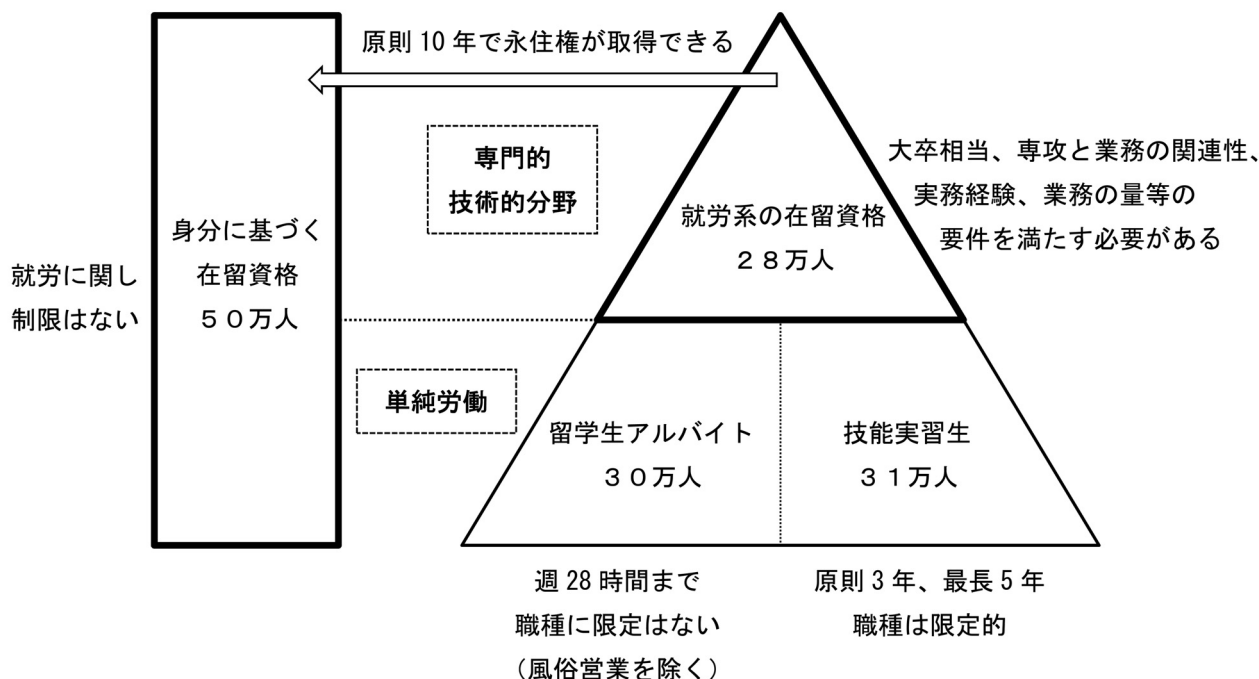 原則10年で永住権が取得できる
専門的
技術的分野
大卒相当、専攻と業務の関連性、
実務経験、業務の量等の
要件を満たす必要がある
就労系の在留資格
２８万人
身分に基づく
在留資格
５０万人
就労に関し
制限はない
単純労働
留学生アルバイト
３０万人
技能実習生
３１万人
週28時間まで
職種に限定はない
（風俗営業を除く）
原則3年、最長5年
職種は限定的